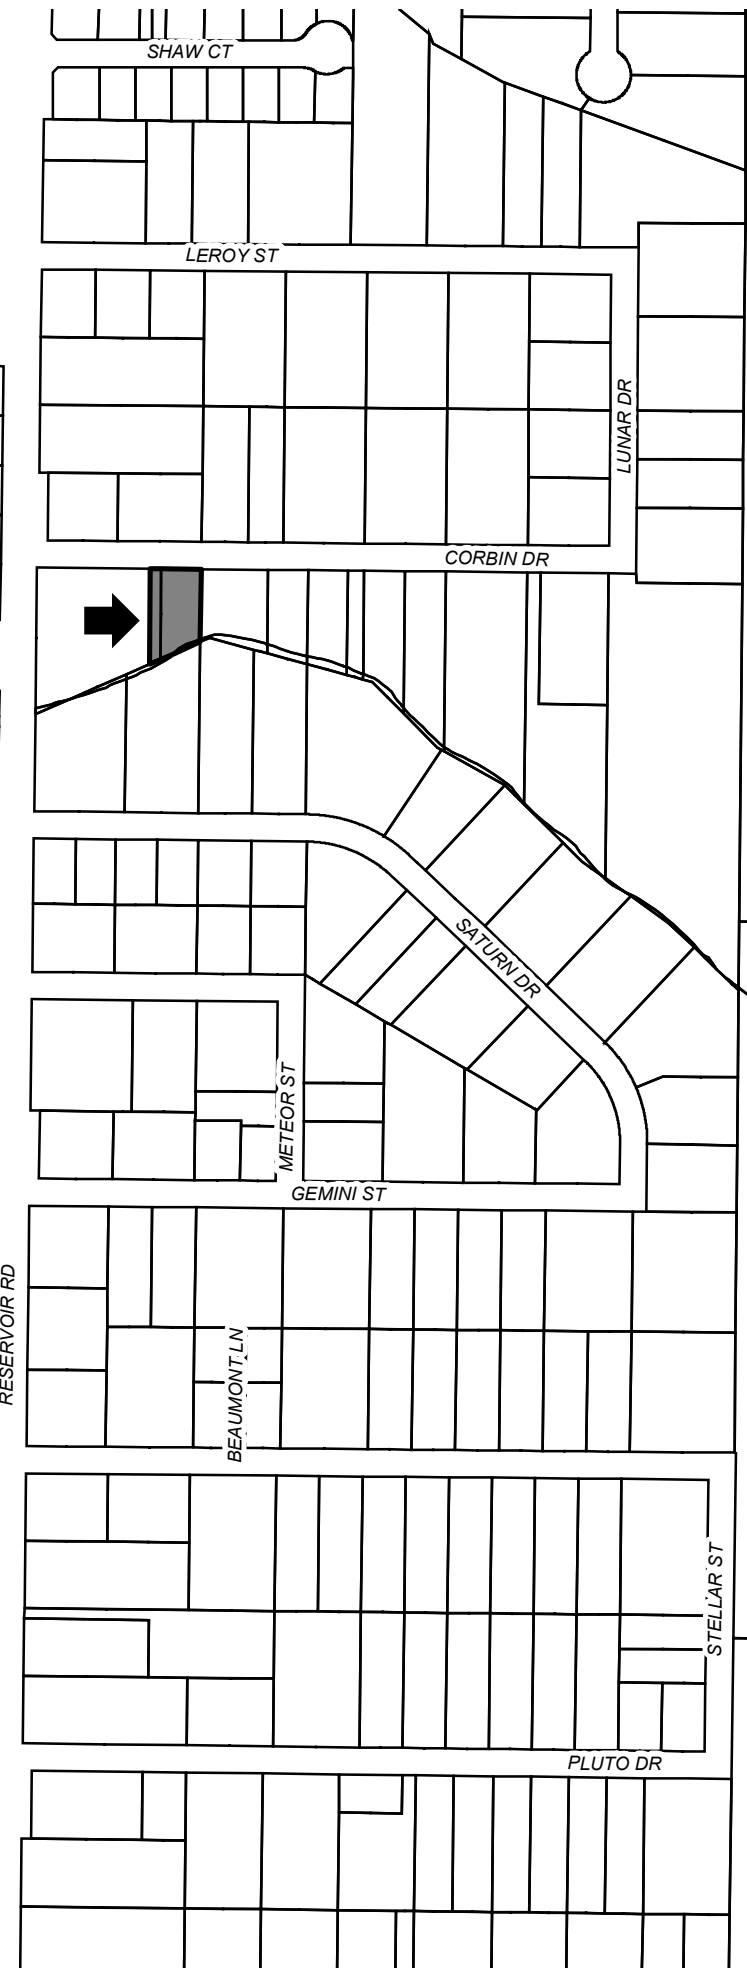 SHAW CT
LEROY ST
LUNAR DR
CORBIN DR
SATURN DR
METEOR ST
GEMINI ST
RESERVOIR RD
BEAUMONT LN
STELLAR ST
PLUTO DR